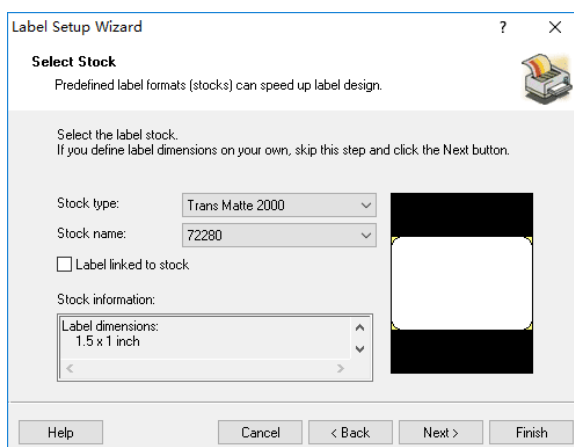 Label Setup Wizard
Select Stock
Predefined label formats (stocks) can speed up label design.
Select the label stock.
If you define label dimensions on your own, skip this step and click the Next button.
Stock type: Trans Matte 2000
Stock name: 72280
Label linked to stock
Stock information:
Label dimensions:
1.5 x 1 inch
Help Cancel < Back Next > Finish